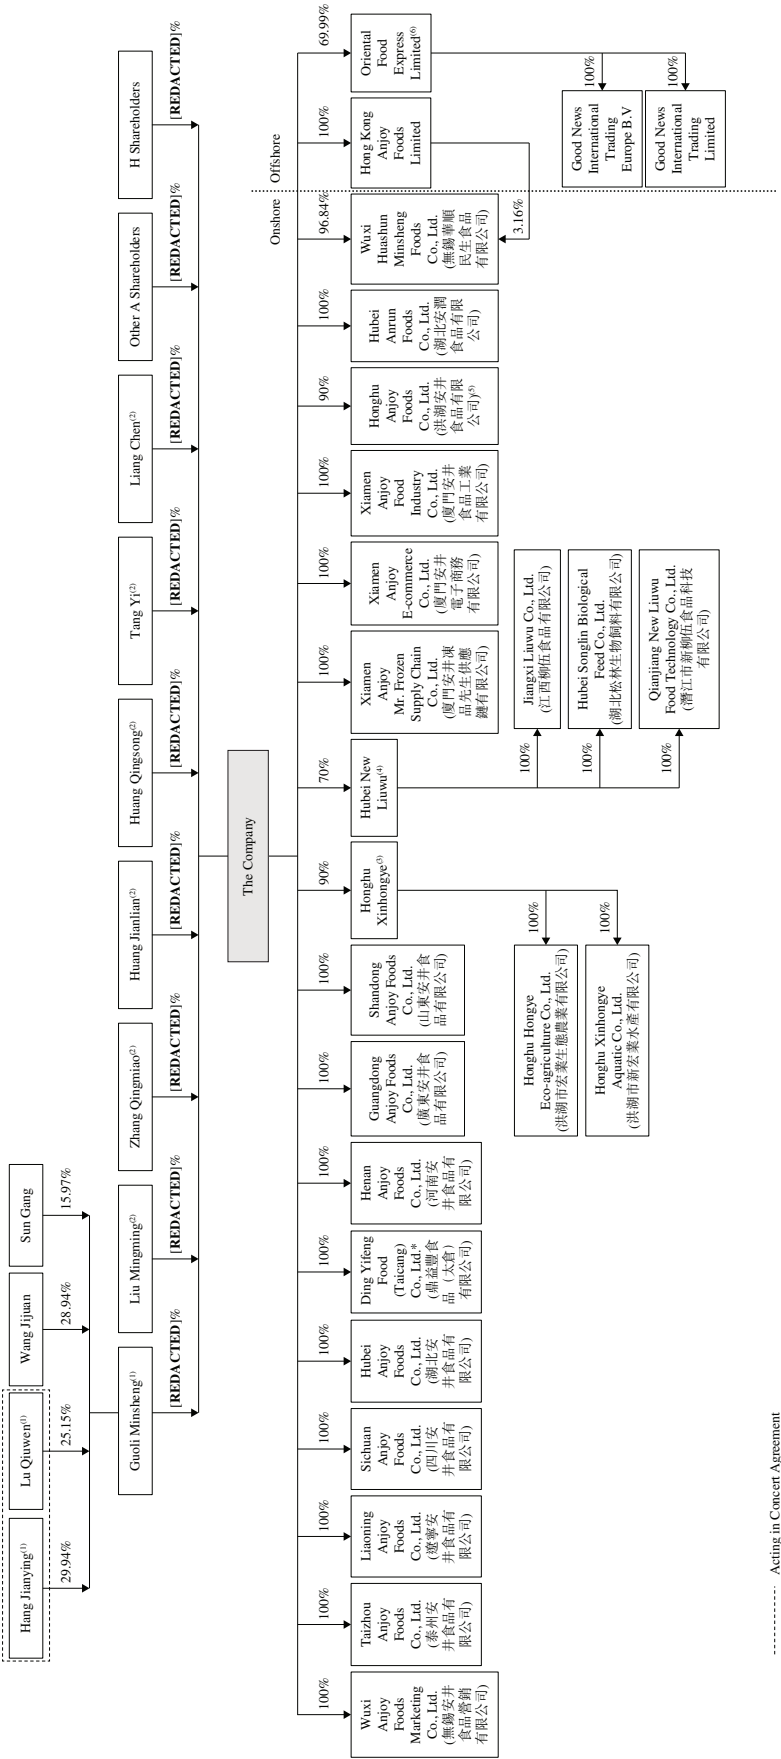 Hang Jianying(1)
Lu Qiuwen(1)
Wang Jijuan
Sun Gang
29.94%
25.15%
28.94%
15.97%
Guoli Minsheng(1)
Liu Mingming(2)
Zhang Qingmiao(2)
Huang Jianlian(2)
Huang Qingsong(2)
Tang Yi(2)
Liang Chen(2)
Other A Shareholders
H Shareholders
[REDACTED]%
[REDACTED]%
[REDACTED]%
[REDACTED]%
[REDACTED]%
[REDACTED]%
[REDACTED]%
[REDACTED]%
[REDACTED]%
The Company
Onshore
Offshore
100%
100%
100%
100%
100%
100%
100%
100%
100%
90%
70%
100%
100%
100%
90%
100%
96.84%
100%
69.99%
Wuxi
Anjoy
Foods
Marketing
Co., Ltd.
(無錫安井
食品營銷
有限公司)
Taizhou
Anjoy
Foods
Co., Ltd.
(泰州安
井食品有
限公司)
Liaoning
Anjoy
Foods
Co., Ltd.
(遼寧安
井食品有
限公司)
Sichuan
Anjoy
Foods
Co., Ltd.
(四川安
井食品有
限公司)
Hubei
Anjoy
Foods
Co., Ltd.
(湖北安
井食品有
限公司)
Ding Yifeng
Food
(Taicang)
Co., Ltd.*
(鼎益豐食
品（太倉）
有限公司)
Henan
Anjoy
Foods
Co., Ltd.
(河南安
井食品有
限公司)
Guangdong
Anjoy Foods
Co., Ltd.
(廣東安井食
品有限公司)
Shandong
Anjoy Foods
Co., Ltd.
(山東安井食
品有限公司)
Honghu
Xinhongye(3)
Hubei New
Liuwu(4)
Xiamen
Anjoy
Mr. Frozen
Supply Chain
Co., Ltd.
(廈門安井凍
品先生供應
鏈有限公司)
Xiamen
Anjoy
E-commerce
Co., Ltd.
(廈門安井
電子商務
有限公司)
Xiamen
Anjoy
Food
Industry
Co., Ltd.
(廈門安井
食品工業
有限公司)
Honghu
Anjoy
Foods
Co., Ltd.
(洪湖安井
食品有限
公司)(5)
Hubei
Anrun
Foods
Co., Ltd.
(湖北安潤
食品有限
公司)
Wuxi
Huashun
Minsheng
Foods
Co., Ltd.
(無錫華順
民生食品
有限公司)
Hong Kong
Anjoy
Foods
Limited
Oriental
Food
Express
Limited(6)
3.16%
100%
100%
Honghu Hongye
Eco-agriculture Co., Ltd.
(洪湖市宏業生態農業有限公司)
Honghu Xinhongye
Aquatic Co., Ltd.
(洪湖市新宏業水產有限公司)
100%
100%
100%
Jiangxi Liuwu Co., Ltd.
(江西柳伍食品有限公司)
Hubei Songlin Biological
Feed Co., Ltd.
(湖北松林生物飼料有限公司)
Qianjiang New Liuwu
Food Technology Co., Ltd.
(潛江市新柳伍食品科技
有限公司)
100%
100%
Good News
International
Trading
Europe B.V
Good News
International
Trading
Limited
Acting in Concert Agreement